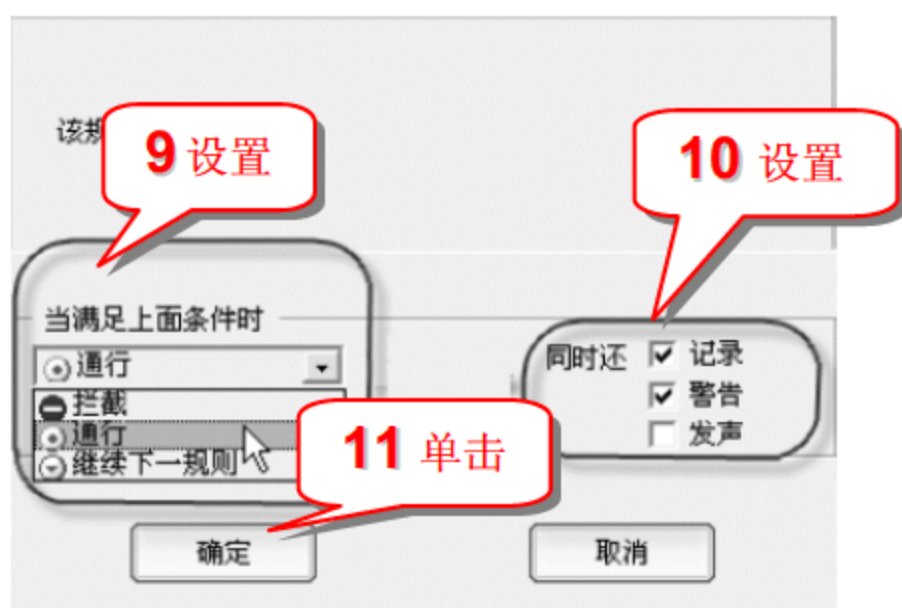 该规
9 设置
10 设置
当满足上面条件时
通行
拦截
通行
继续下一规则
同时还 记录
警告
发声
11 单击
确定
取消